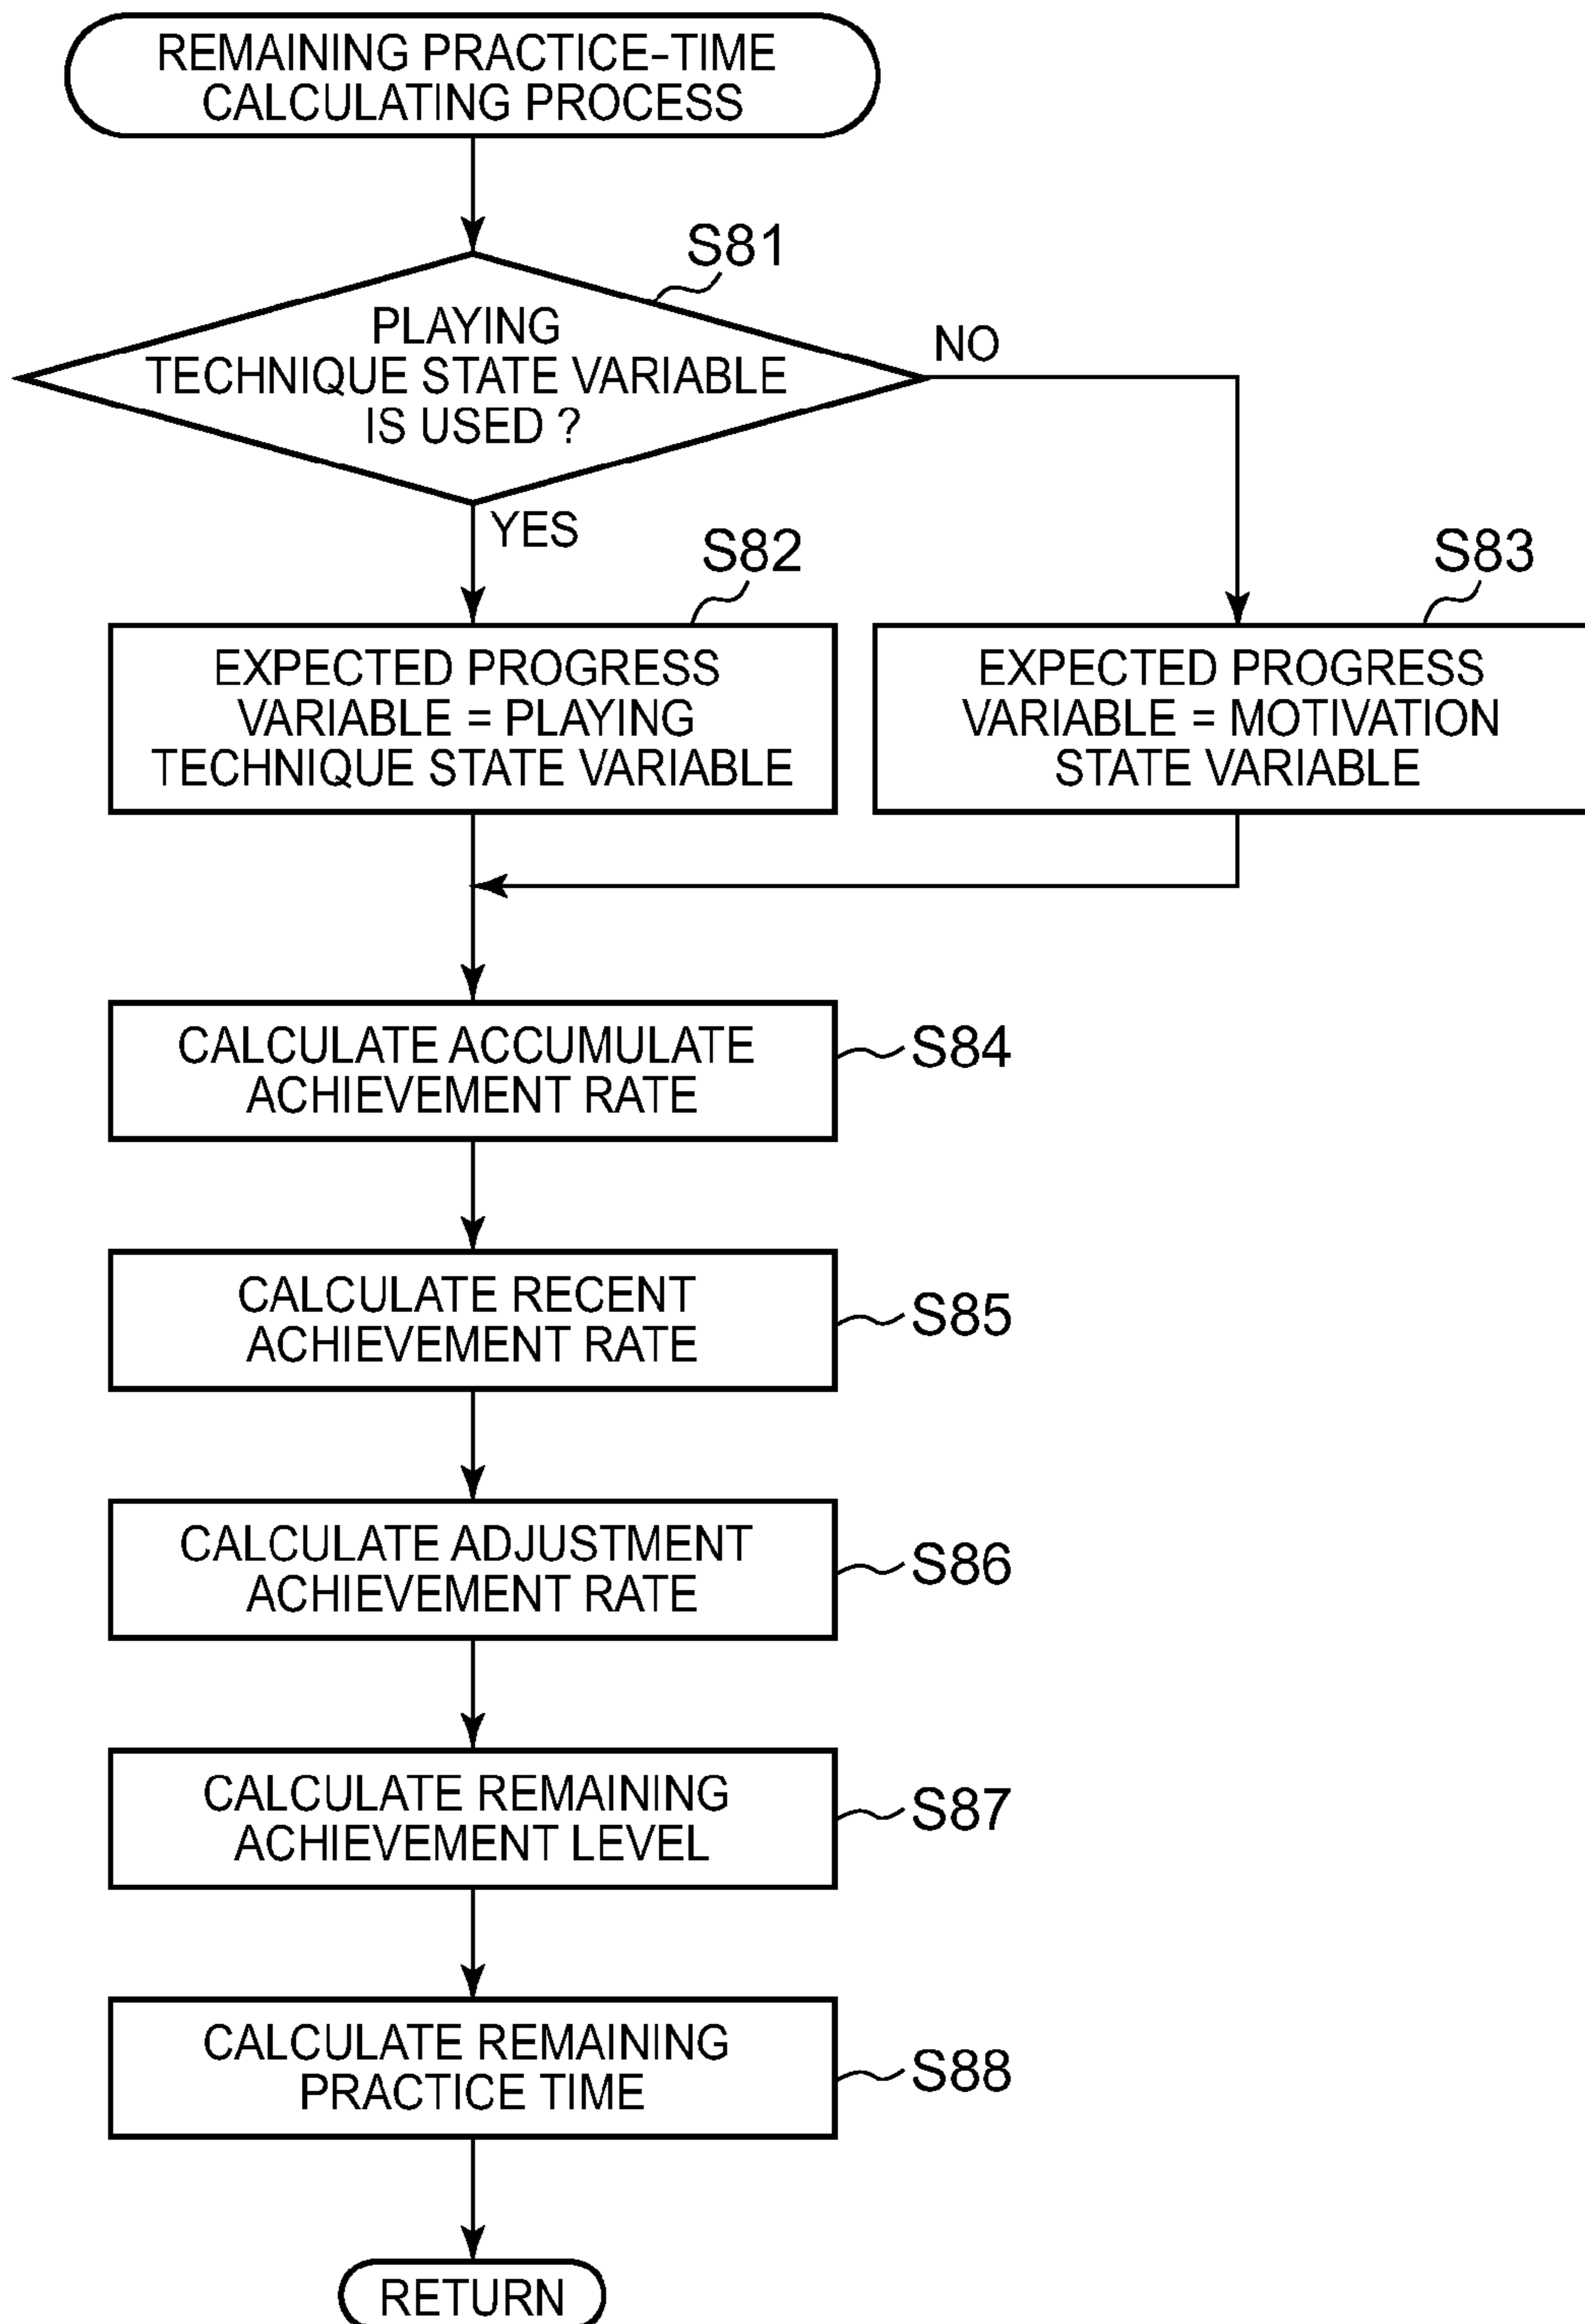 REMAINING PRACTICE-TIME
CALCULATING PROCESS
S81
PLAYING
TECHNIQUE STATE VARIABLE
IS USED ?
NO
YES
S82
S83
EXPECTED PROGRESS
VARIABLE = PLAYING
TECHNIQUE STATE VARIABLE
EXPECTED PROGRESS
VARIABLE = MOTIVATION
STATE VARIABLE
CALCULATE ACCUMULATE
ACHIEVEMENT RATE
S84
CALCULATE RECENT
ACHIEVEMENT RATE
S85
CALCULATE ADJUSTMENT
ACHIEVEMENT RATE
S86
CALCULATE REMAINING
ACHIEVEMENT LEVEL
S87
CALCULATE REMAINING
PRACTICE TIME
S88
RETURN